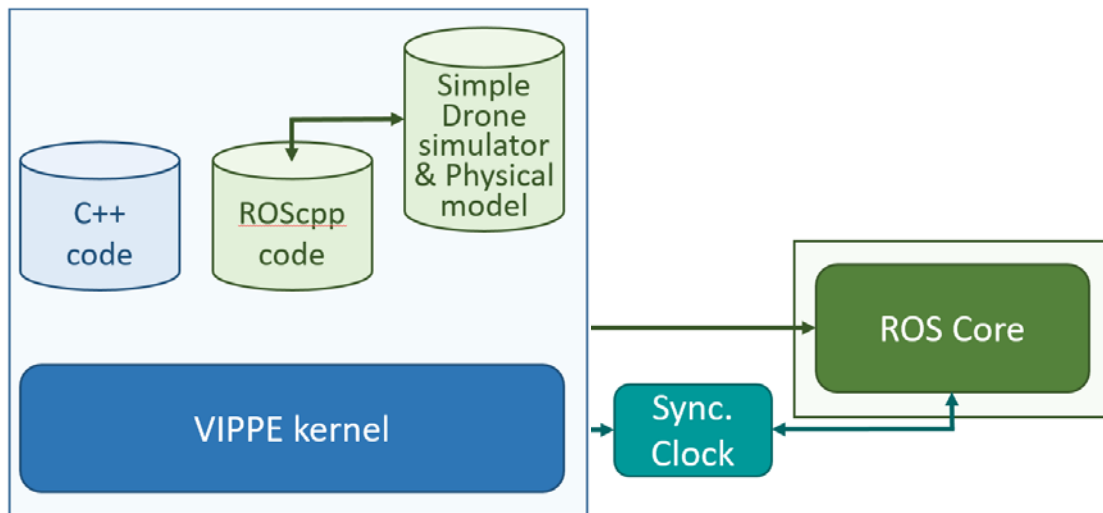 Simple
Drone
simulator
& Physical
model
C++
code
ROScpp
code
ROS Core
VIPPE kernel
Sync.
Clock